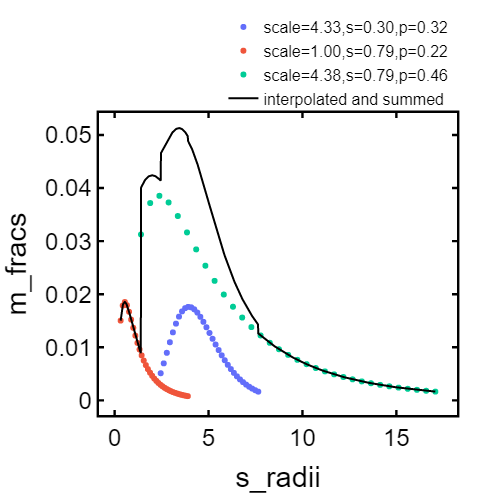 scale=4.33,s=0.30,p=0.32
scale=1.00,s=0.79,p=0.22
scale=4.38,s=0.79,p=0.46
interpolated and summed
0.05
0.04
0.03
0.02
0.01
0
m_fracs
0 5 10 15
s_radii